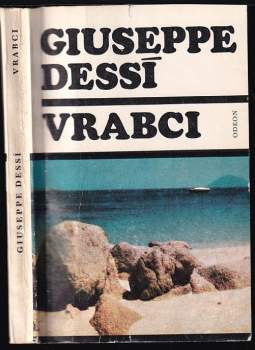 GIUSEPPE
DESSÍ
VRABCI
ODEON
GIUSEPPE DESSÍ
VRABCI